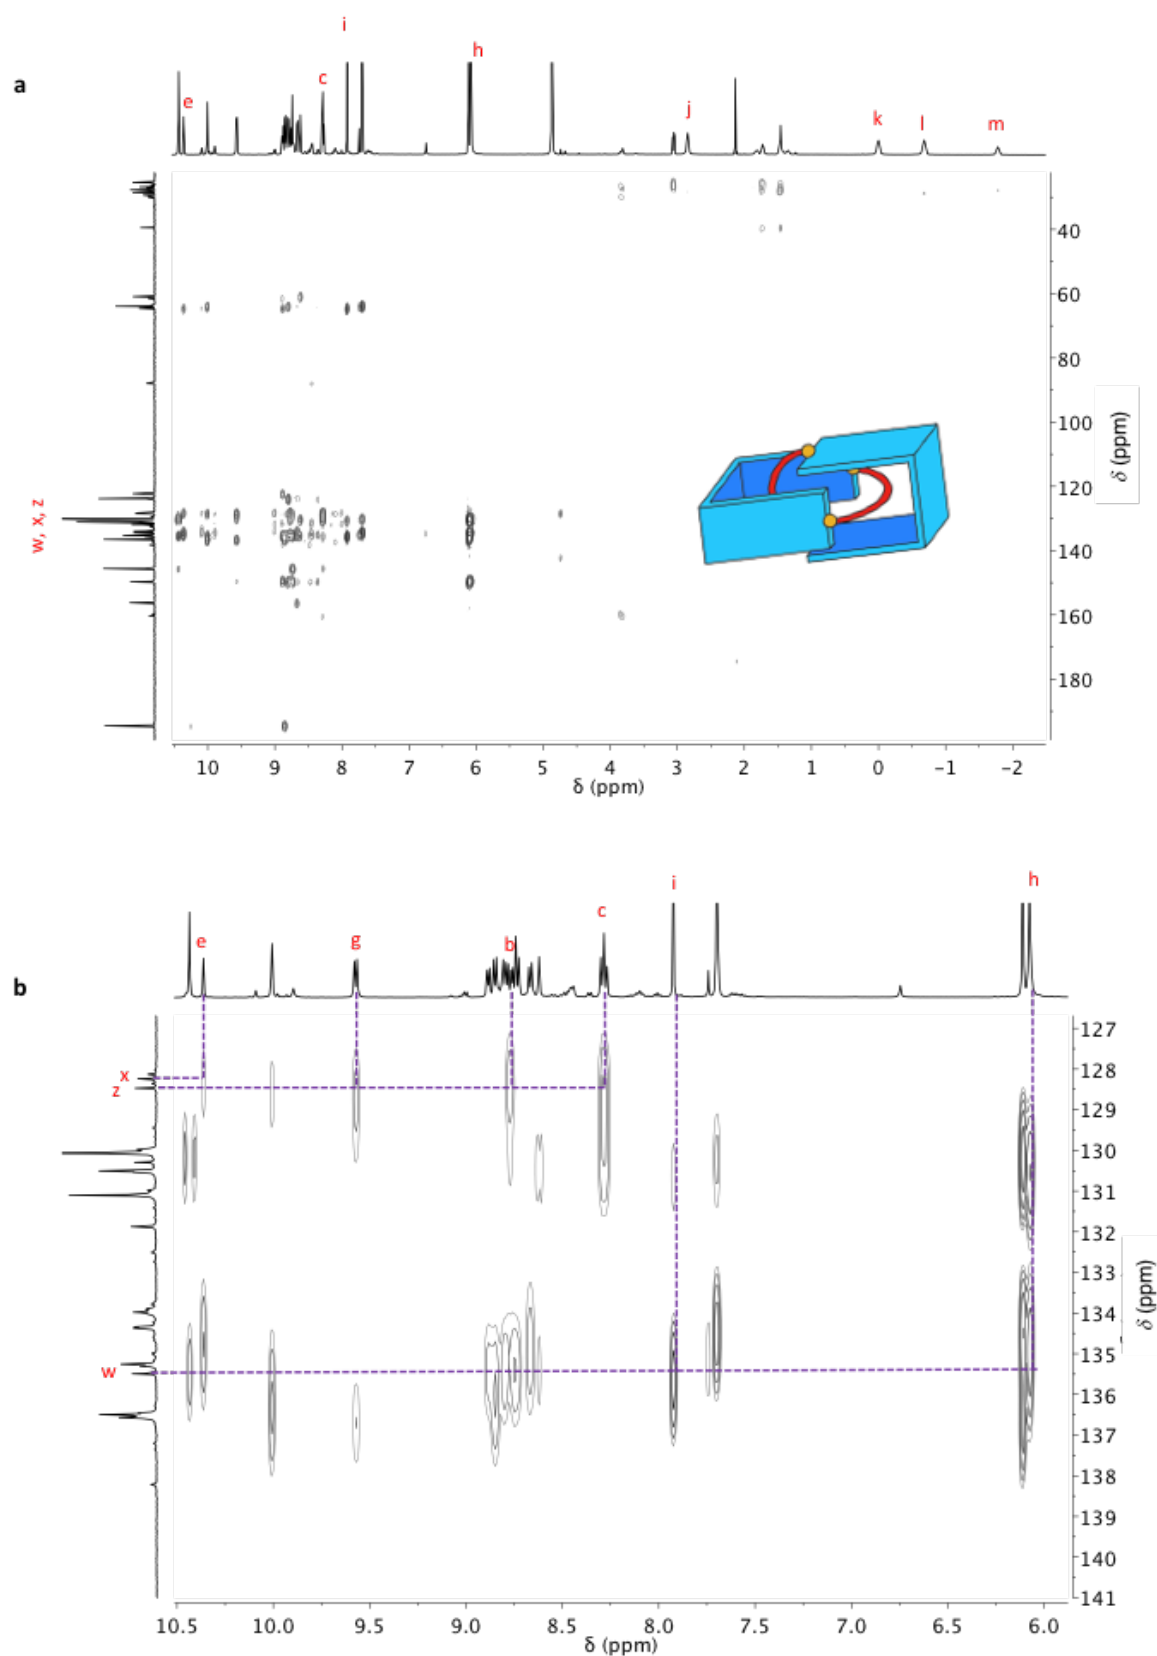 a
i
h
c
e
j
k
l
m
40
60
80
100
120
140
160
180
δ (ppm)
w, x, z
10 9 8 7 6 5 4 3 2 1 0 −1 −2
δ (ppm)
b
e
g
b
c
i
h
x
z
w
127
128
129
130
131
132
133
134
135
136
137
138
139
140
141
δ (ppm)
10.5 10.0 9.5 9.0 8.5 8.0 7.5 7.0 6.5 6.0
δ (ppm)